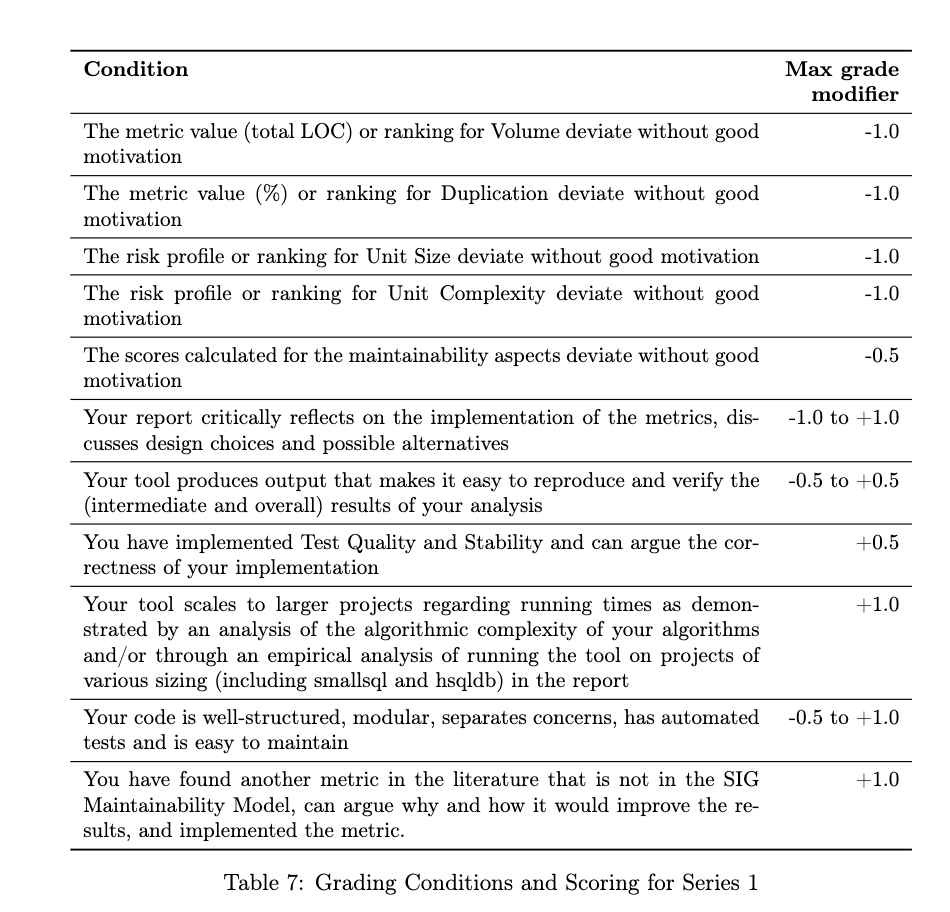 Condition Max grade
modifier
The metric value (total LOC) or ranking for Volume deviate without good -1.0
motivation
The metric value (%) or ranking for Duplication deviate without good -1.0
motivation
The risk profile or ranking for Unit Size deviate without good motivation -1.0
The risk profile or ranking for Unit Complexity deviate without good -1.0
motivation
The scores calculated for the maintainability aspects deviate without good -0.5
motivation
Your report critically reflects on the implementation of the metrics, dis- -1.0 to +1.0
cusses design choices and possible alternatives
Your tool produces output that makes it easy to reproduce and verify the -0.5 to +0.5
(intermediate and overall) results of your analysis
You have implemented Test Quality and Stability and can argue the cor- +0.5
rectness of your implementation
Your tool scales to larger projects regarding running times as demon- +1.0
strated by an analysis of the algorithmic complexity of your algorithms
and/or through an empirical analysis of running the tool on projects of
various sizing (including smallsql and hsqldb) in the report
Your code is well-structured, modular, separates concerns, has automated -0.5 to +1.0
tests and is easy to maintain
You have found another metric in the literature that is not in the SIG +1.0
Maintainability Model, can argue why and how it would improve the re-
sults, and implemented the metric.
Table 7: Grading Conditions and Scoring for Series 1